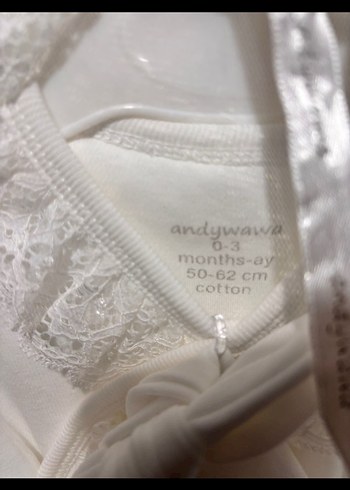 andywawa
0-3
months-ay
50-62 cm
cotton